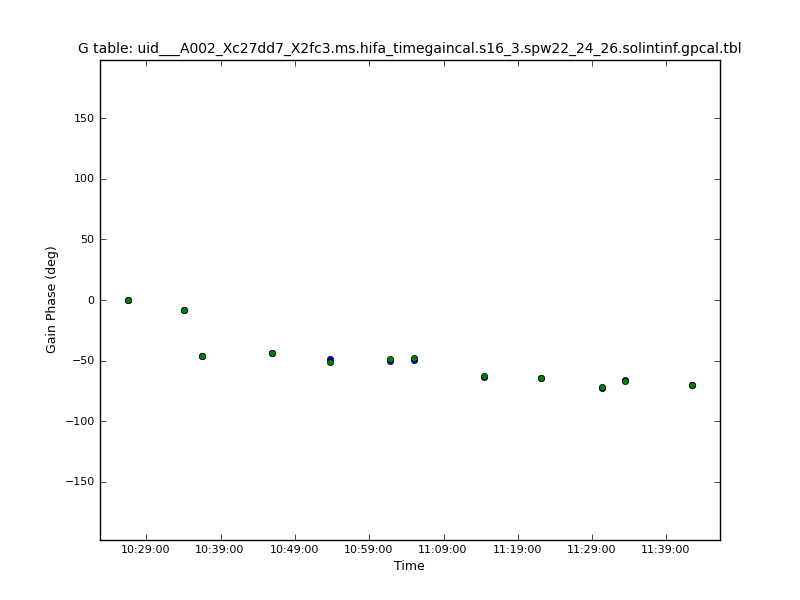 G table: uid___A002_Xc27dd7_X2fc3.ms.hifa_timegaincal.s16_3.spw22_24_26.solintinf.gpcal.tbl
150
100
50
0
−50
−100
−150
Gain Phase (deg)
10:29:00 10:39:00 10:49:00 10:59:00 11:09:00 11:19:00 11:29:00 11:39:00
Time